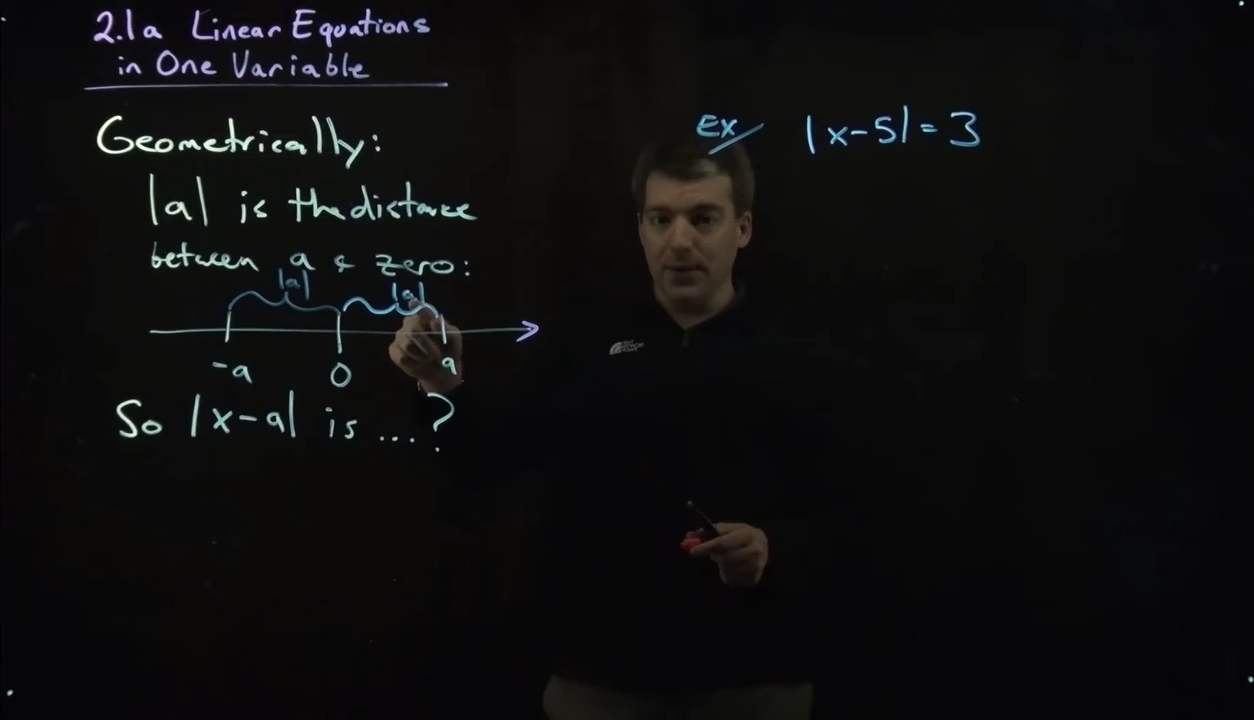 2.1a Linear Equations
in One Variable
Geometrically:
|a| is the distance
between a & zero:
|a| |a|
-a 0 a
So |x-a| is ...?
Ex |x-5|=3